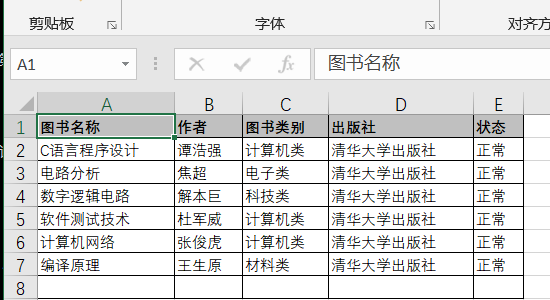 剪贴板 字体 对齐方
A1 fx 图书名称
A B C D E
1 图书名称 作者 图书类别 出版社 状态
2 C语言程序设计 谭浩强 计算机类 清华大学出版社 正常
3 电路分析 焦超 电子类 清华大学出版社 正常
4 数字逻辑电路 解本巨 科技类 清华大学出版社 正常
5 软件测试技术 杜军威 计算机类 清华大学出版社 正常
6 计算机网络 张俊虎 计算机类 清华大学出版社 正常
7 编译原理 王生原 材料类 清华大学出版社 正常
8